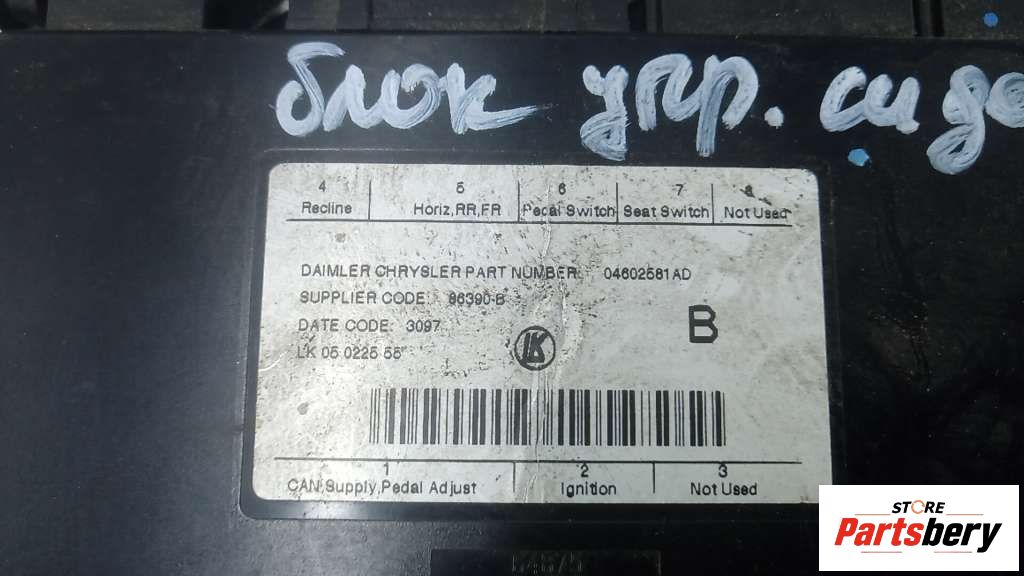 блок упр. сидо
4 5 6 7 8
Recline Horiz,RR,FR Pedal Switch Seat Switch Not Used
DAIMLER CHRYSLER PART NUMBER: 04602581AD
SUPPLIER CODE: 96390-B
DATE CODE: 3097
B
LK 05 0225 55
LK
1 2 3
CAN,Supply,Pedal Adjust Ignition Not Used
STORE
Partsbery